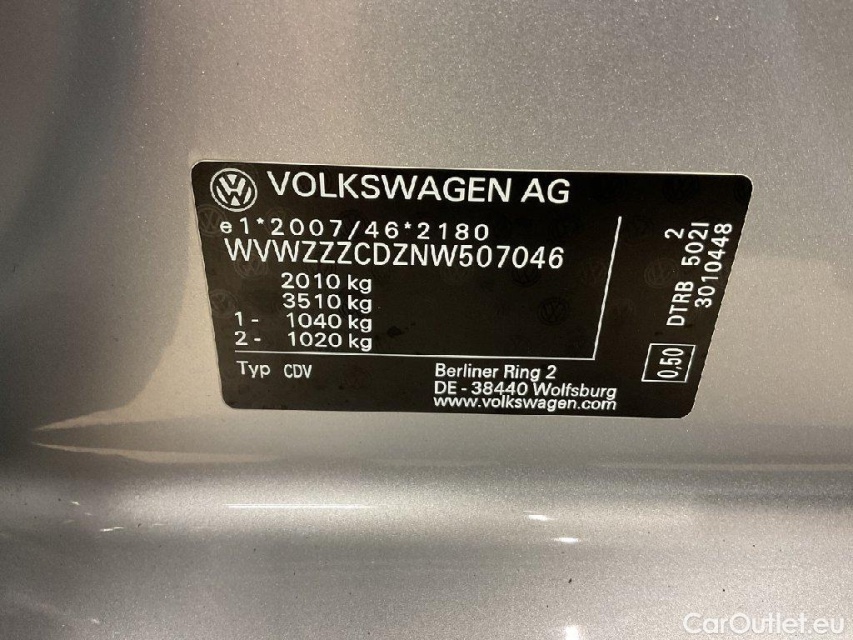 VOLKSWAGEN AG
e1*2007/46*2180
WVWZZZCDZNW507046
2010 kg
3510 kg
1- 1040 kg
2- 1020 kg
Typ CDV
Berliner Ring 2
DE-38440 Wolfsburg
www.volkswagen.com
2
DTRB 502I
3010448
0,50
CarOutlet.eu